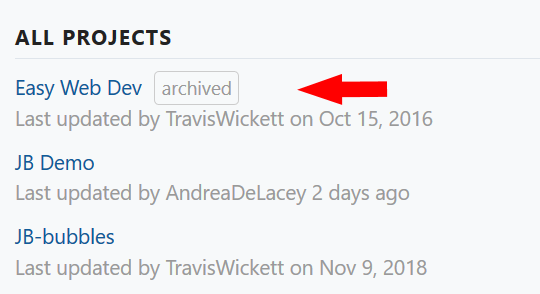 ALL PROJECTS
Easy Web Dev archived
Last updated by TravisWickett on Oct 15, 2016
JB Demo
Last updated by AndreaDeLacey 2 days ago
JB-bubbles
Last updated by TravisWickett on Nov 9, 2018